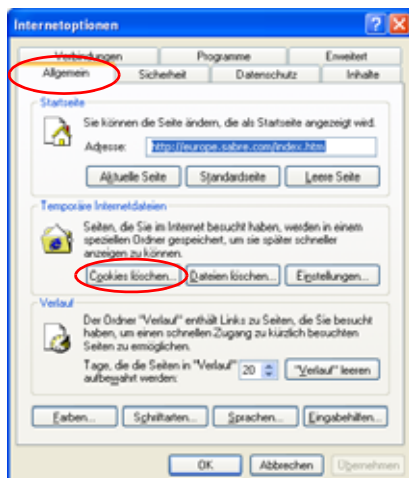 Internetoptionen
Verbindungen Programme Erweitert
Allgemein Sicherheit Datenschutz Inhalte
Startseite
Sie können die Seite ändern, die als Startseite angezeigt wird.
Adresse: http://europe.sabre.com/index.htm
Aktuelle Seite Standardseite Leere Seite
Temporäre Internetdateien
Seiten, die Sie im Internet besucht haben, werden in einem
speziellen Ordner gespeichert, um sie später schneller
anzeigen zu können.
Cookies löschen... Dateien löschen... Einstellungen...
Verlauf
Der Ordner "Verlauf" enthält Links zu Seiten, die Sie besucht
haben, um einen schnellen Zugang zu kürzlich besuchten
Seiten zu ermöglichen.
Tage, die die Seiten in "Verlauf" 20 "Verlauf" leeren
aufbewahrt werden:
Farben... Schriftarten... Sprachen... Eingabehilfen...
OK Abbrechen Übernehmen